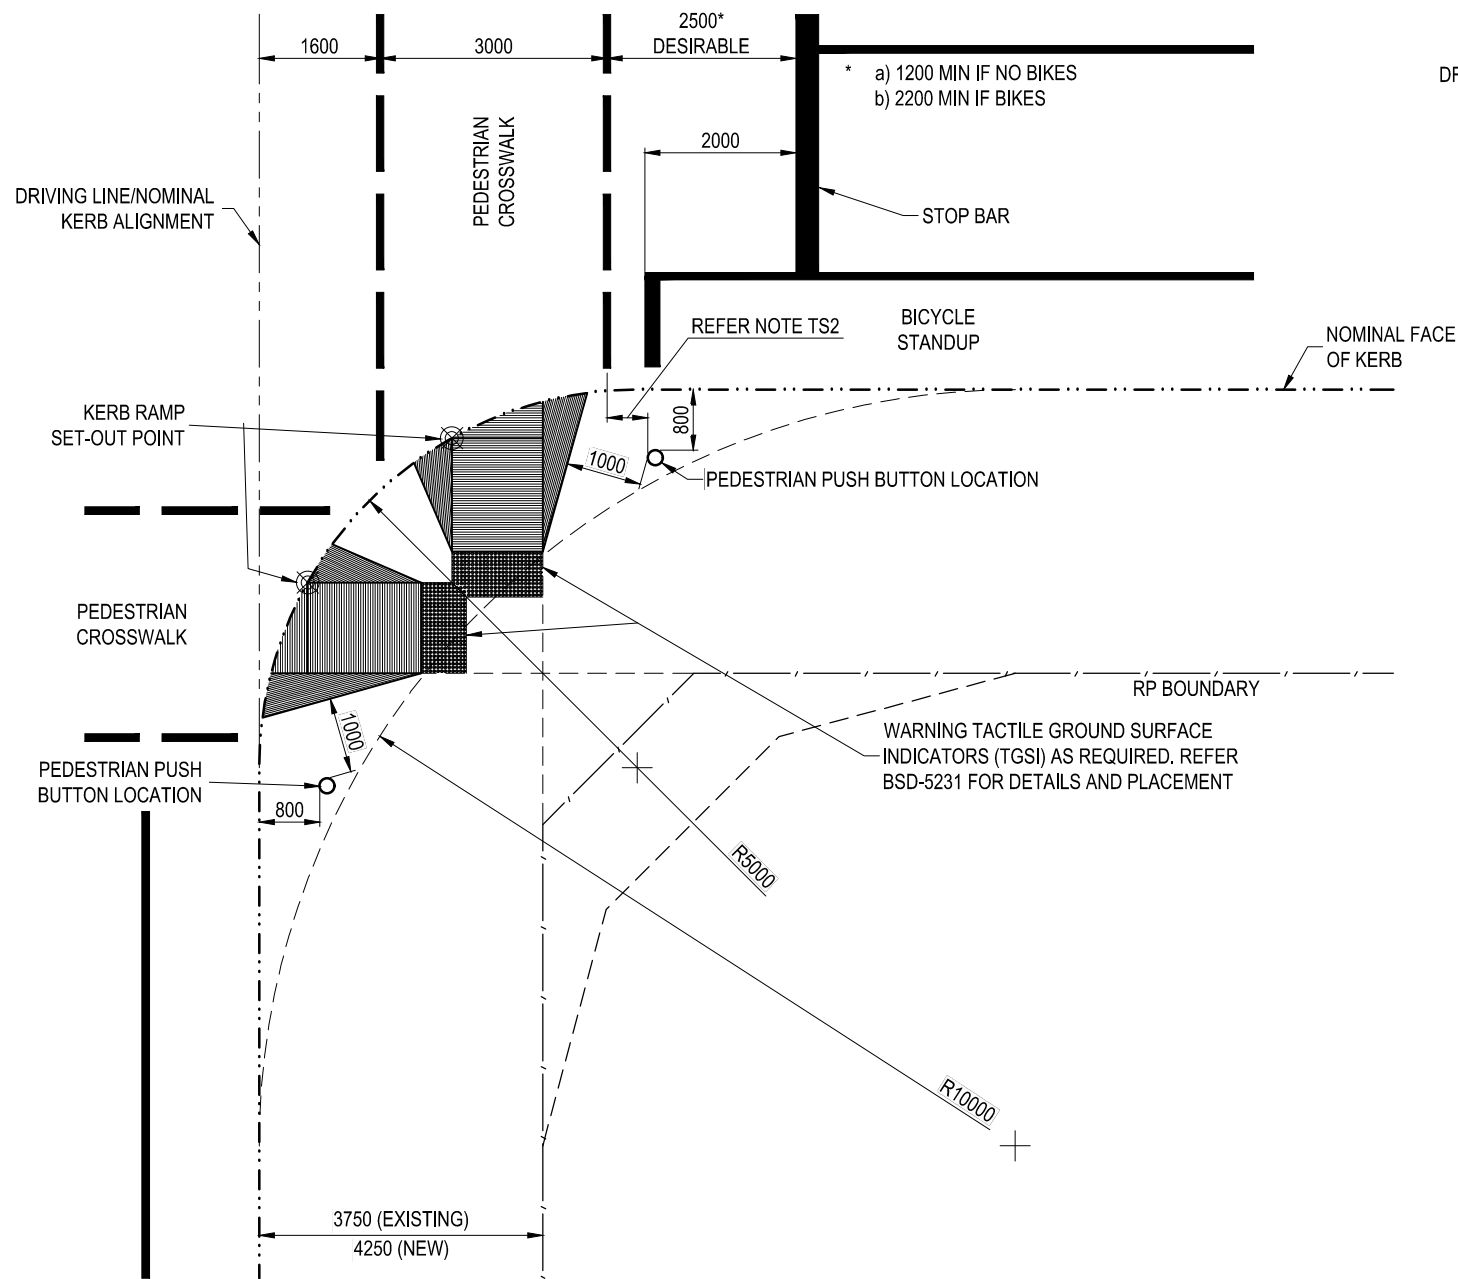 1600
3000
2500*
DESIRABLE
* a) 1200 MIN IF NO BIKES
b) 2200 MIN IF BIKES
2000
PEDESTRIAN
CROSSWALK
DRIVING LINE/NOMINAL
KERB ALIGNMENT
STOP BAR
REFER NOTE TS2
BICYCLE
STANDUP
NOMINAL FACE
OF KERB
KERB RAMP
SET-OUT POINT
800
1000
PEDESTRIAN PUSH BUTTON LOCATION
PEDESTRIAN
CROSSWALK
RP BOUNDARY
1000
WARNING TACTILE GROUND SURFACE
INDICATORS (TGSI) AS REQUIRED. REFER
BSD-5231 FOR DETAILS AND PLACEMENT
PEDESTRIAN PUSH
BUTTON LOCATION
800
R5000
R10000
3750 (EXISTING)
4250 (NEW)